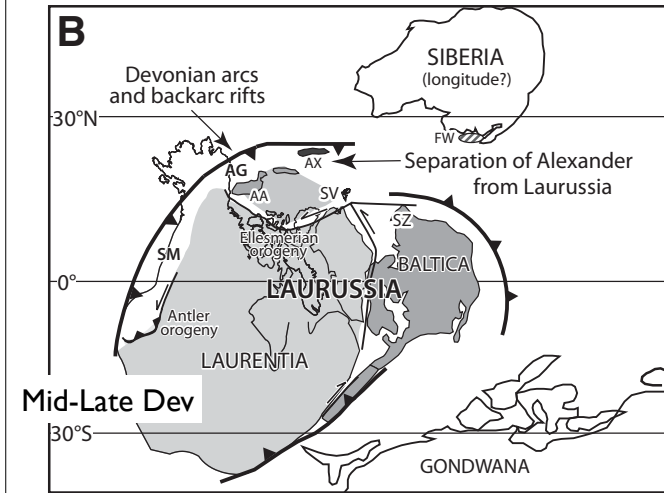 B
SIBERIA
(longitude?)
Devonian arcs
and backarc rifts
30°N
FW
AX
Separation of Alexander
from Laurussia
AG
AA
SV
SZ
Ellesmerian
orogeny
SM
BALTICA
0°
LAURUSSIA
Antler
orogeny
LAURENTIA
Mid-Late Dev
30°S
GONDWANA